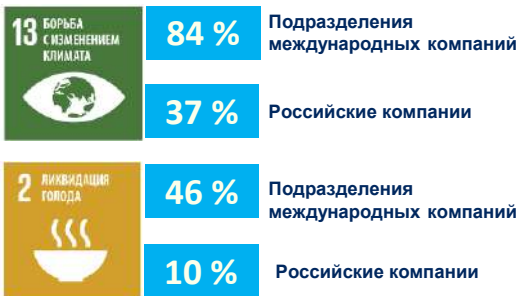 13 БОРЬБА
С ИЗМЕНЕНИЕМ
КЛИМАТА
84 %
Подразделения
международных компаний
37 %
Российские компании
2 ЛИКВИДАЦИЯ
ГОЛОДА
46 %
Подразделения
международных компаний
10 %
Российские компании